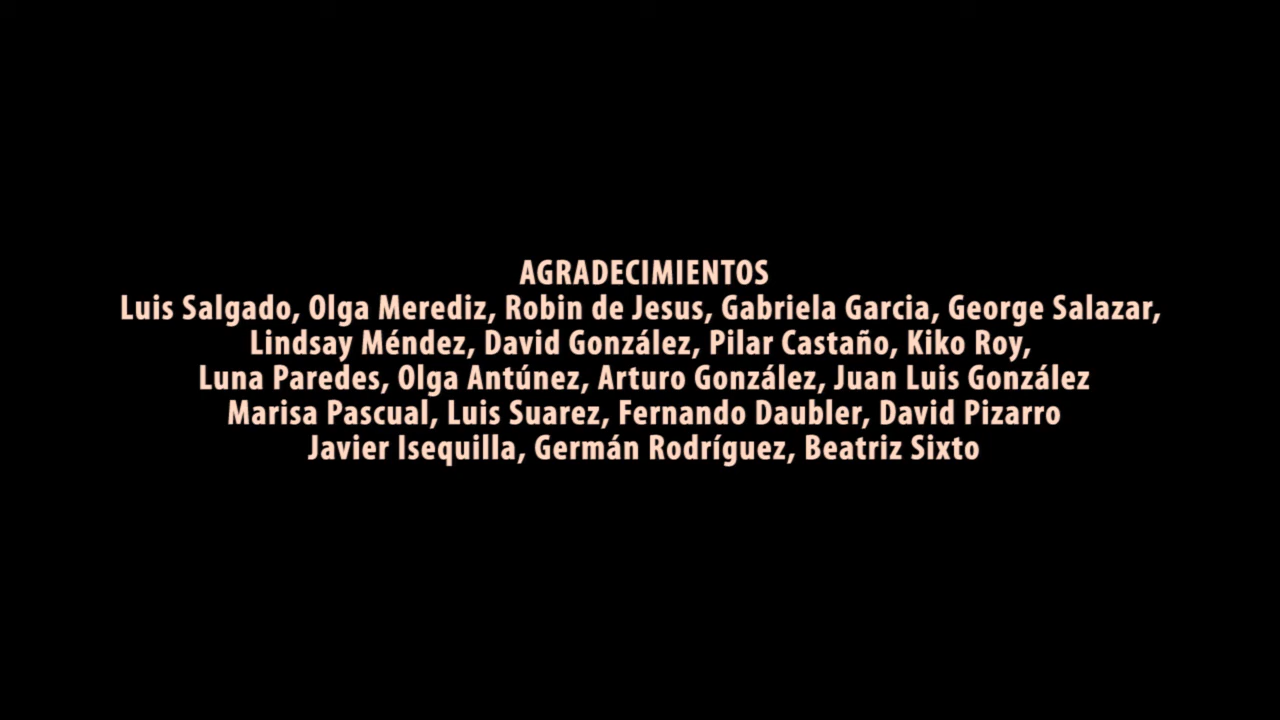 AGRADECIMIENTOS
Luis Salgado, Olga Merediz, Robin de Jesus, Gabriela Garcia, George Salazar,
Lindsay Méndez, David González, Pilar Castaño, Kiko Roy,
Luna Paredes, Olga Antúnez, Arturo González, Juan Luis González
Marisa Pascual, Luis Suarez, Fernando Daubler, David Pizarro
Javier Isequilla, Germán Rodríguez, Beatriz Sixto